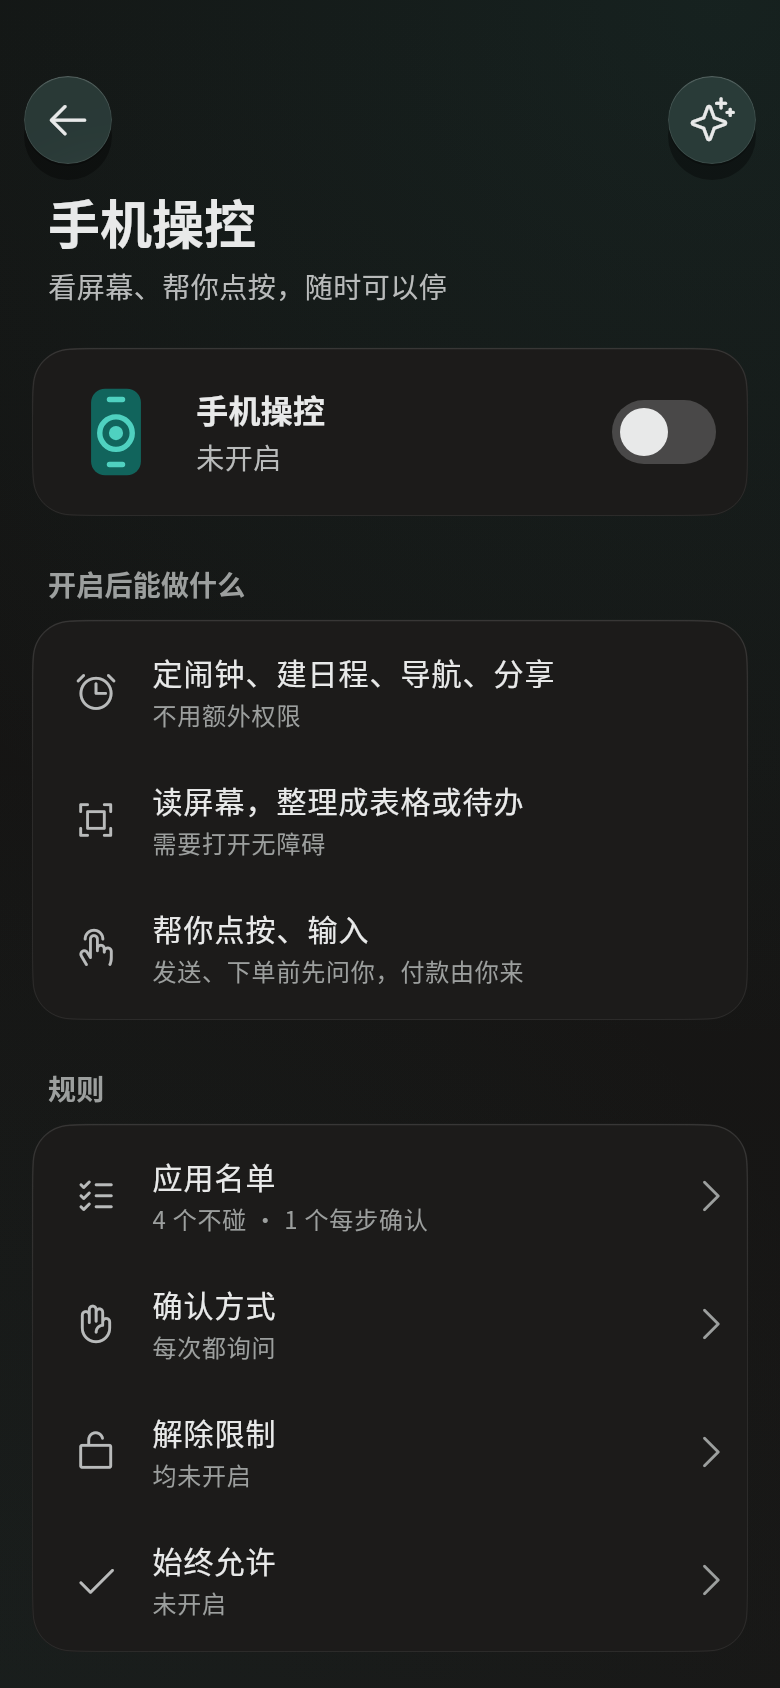 手机操控
看屏幕、帮你点按，随时可以停
手机操控
未开启
开启后能做什么
定闹钟、建日程、导航、分享
不用额外权限
读屏幕，整理成表格或待办
需要打开无障碍
帮你点按、输入
发送、下单前先问你，付款由你来
规则
应用名单
4 个不碰 · 1 个每步确认
确认方式
每次都询问
解除限制
均未开启
始终允许
未开启